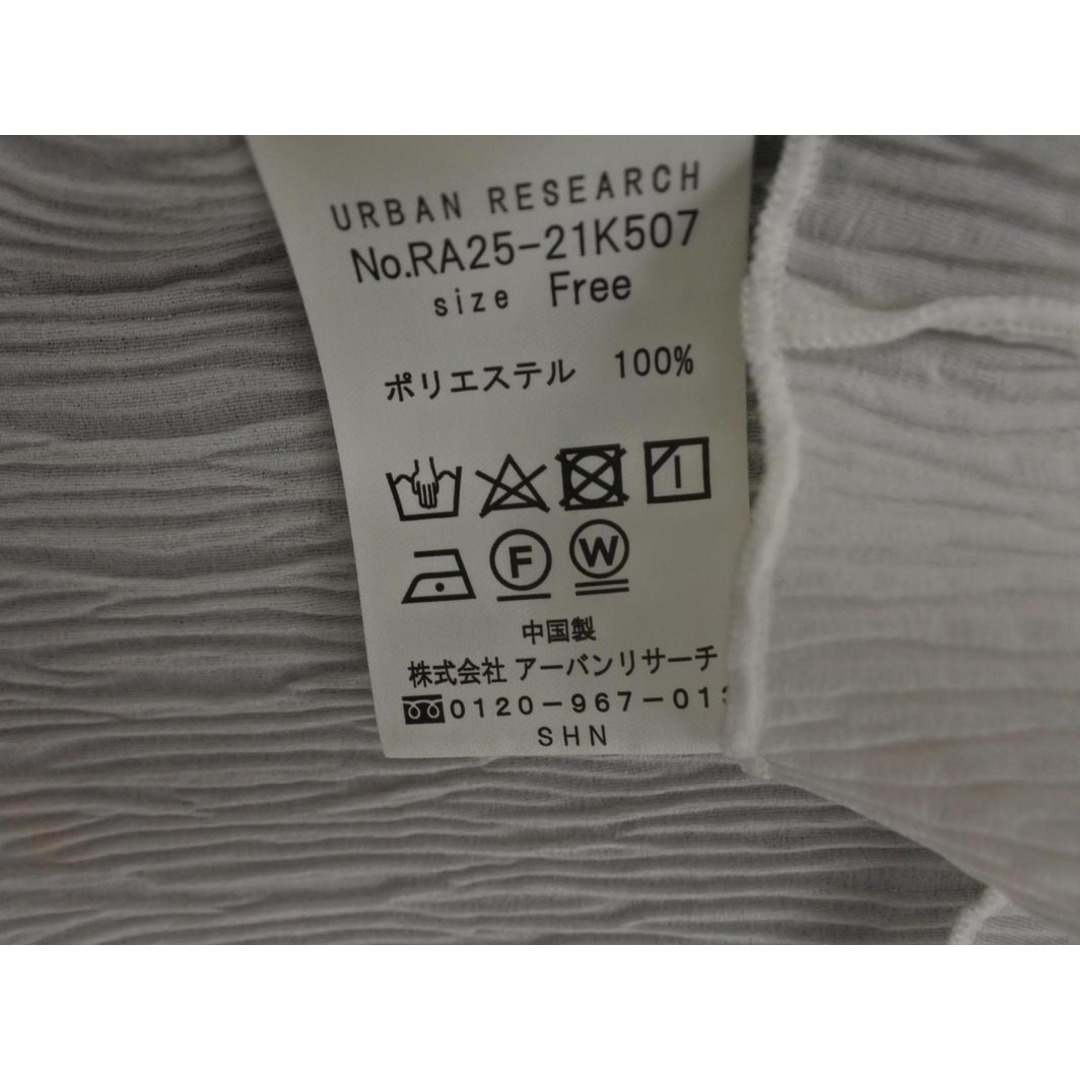 URBAN RESEARCH
No.RA25-21K507
size Free
ポリエステル 100%
F W
中国製
株式会社 アーバンリサーチ
0120-967-01
SHN